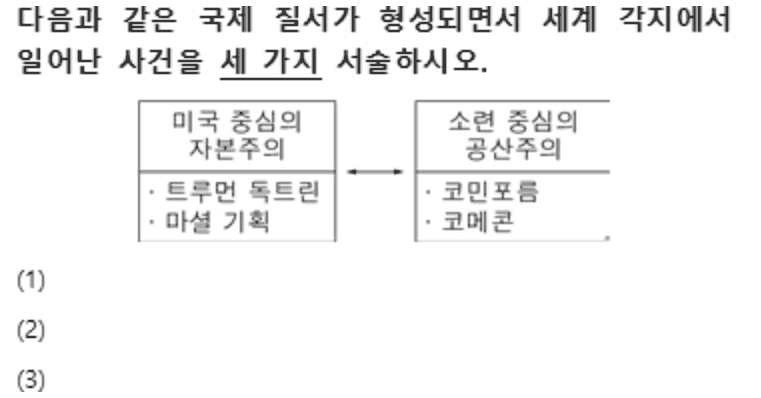 다음과 같은 국제 질서가 형성되면서 세계 각지에서
일어난 사건을 세 가지 서술하시오.
미국 중심의
자본주의
· 트루먼 독트린
· 마셜 기획
소련 중심의
공산주의
· 코민포름
· 코메콘
(1)
(2)
(3)